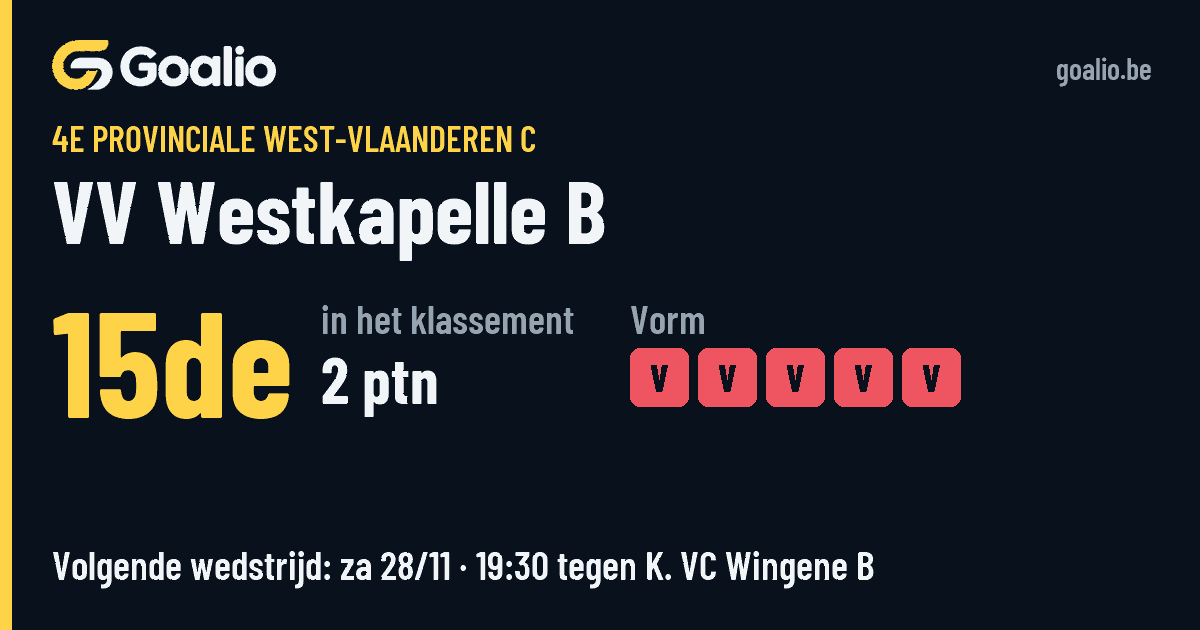 Goalio
goalio.be
4E PROVINCIALE WEST-VLAANDEREN C
VV Westkapelle B
15de
in het klassement
2 ptn
Vorm
V V V V V
Volgende wedstrijd: za 28/11 · 19:30 tegen K. VC Wingene B